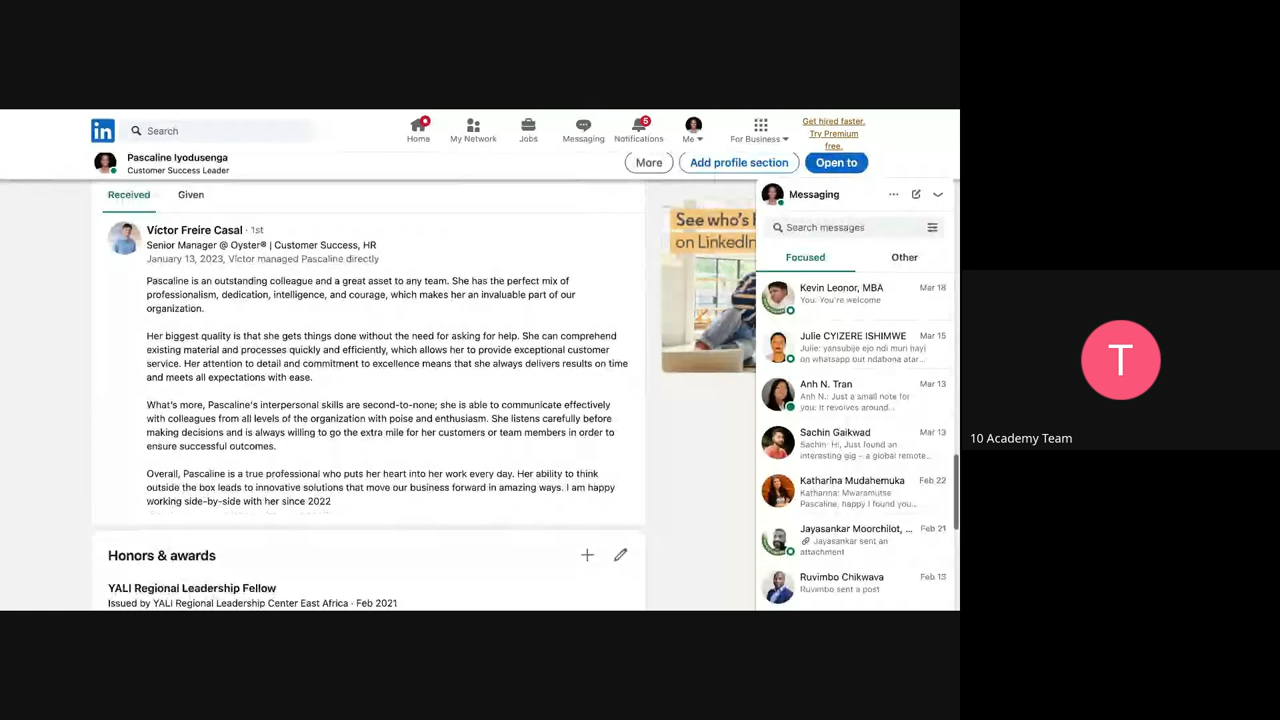 in
Search
Home
My Network
Jobs
Messaging
5
Notifications
Me
For Business
Get hired faster.
Try Premium
free.
Pascaline Iyodusenga
Customer Success Leader
More
Add profile section
Open to
Received
Given
Víctor Freire Casal · 1st
Senior Manager @ Oyster® | Customer Success, HR
January 13, 2023, Víctor managed Pascaline directly
Pascaline is an outstanding colleague and a great asset to any team. She has the perfect mix of
professionalism, dedication, intelligence, and courage, which makes her an invaluable part of our
organization.
Her biggest quality is that she gets things done without the need for asking for help. She can comprehend
existing material and processes quickly and efficiently, which allows her to provide exceptional customer
service. Her attention to detail and commitment to excellence means that she always delivers results on time
and meets all expectations with ease.
What's more, Pascaline's interpersonal skills are second-to-none; she is able to communicate effectively
with colleagues from all levels of the organization with poise and enthusiasm. She listens carefully before
making decisions and is always willing to go the extra mile for her customers or team members in order to
ensure successful outcomes.
Overall, Pascaline is a true professional who puts her heart into her work every day. Her ability to think
outside the box leads to innovative solutions that move our business forward in amazing ways. I am happy
working side-by-side with her since 2022
Honors & awards
YALI Regional Leadership Fellow
Issued by YALI Regional Leadership Center East Africa · Feb 2021
See who's
on LinkedIn
Messaging
Search messages
Focused
Other
Kevin Leonor, MBA
Mar 18
You: You're welcome
Julie CYIZERE ISHIMWE
Mar 15
Julie: yansubije ejo ndi muri hayi
on whatsapp but ndabona atar...
Anh N. Tran
Mar 13
Anh N.: Just a small note for
you: It revolves around...
Sachin Gaikwad
Mar 13
Sachin: Hi, Just found an
interesting gig – a global remote...
Katharina Mudahemuka
Feb 22
Katharina: Mwaramutse
Pascaline, happy I found you...
Jayasankar Moorchilot, ...
Feb 21
Jayasankar sent an
attachment
Ruvimbo Chikwava
Feb 13
Ruvimbo sent a post
T
10 Academy Team